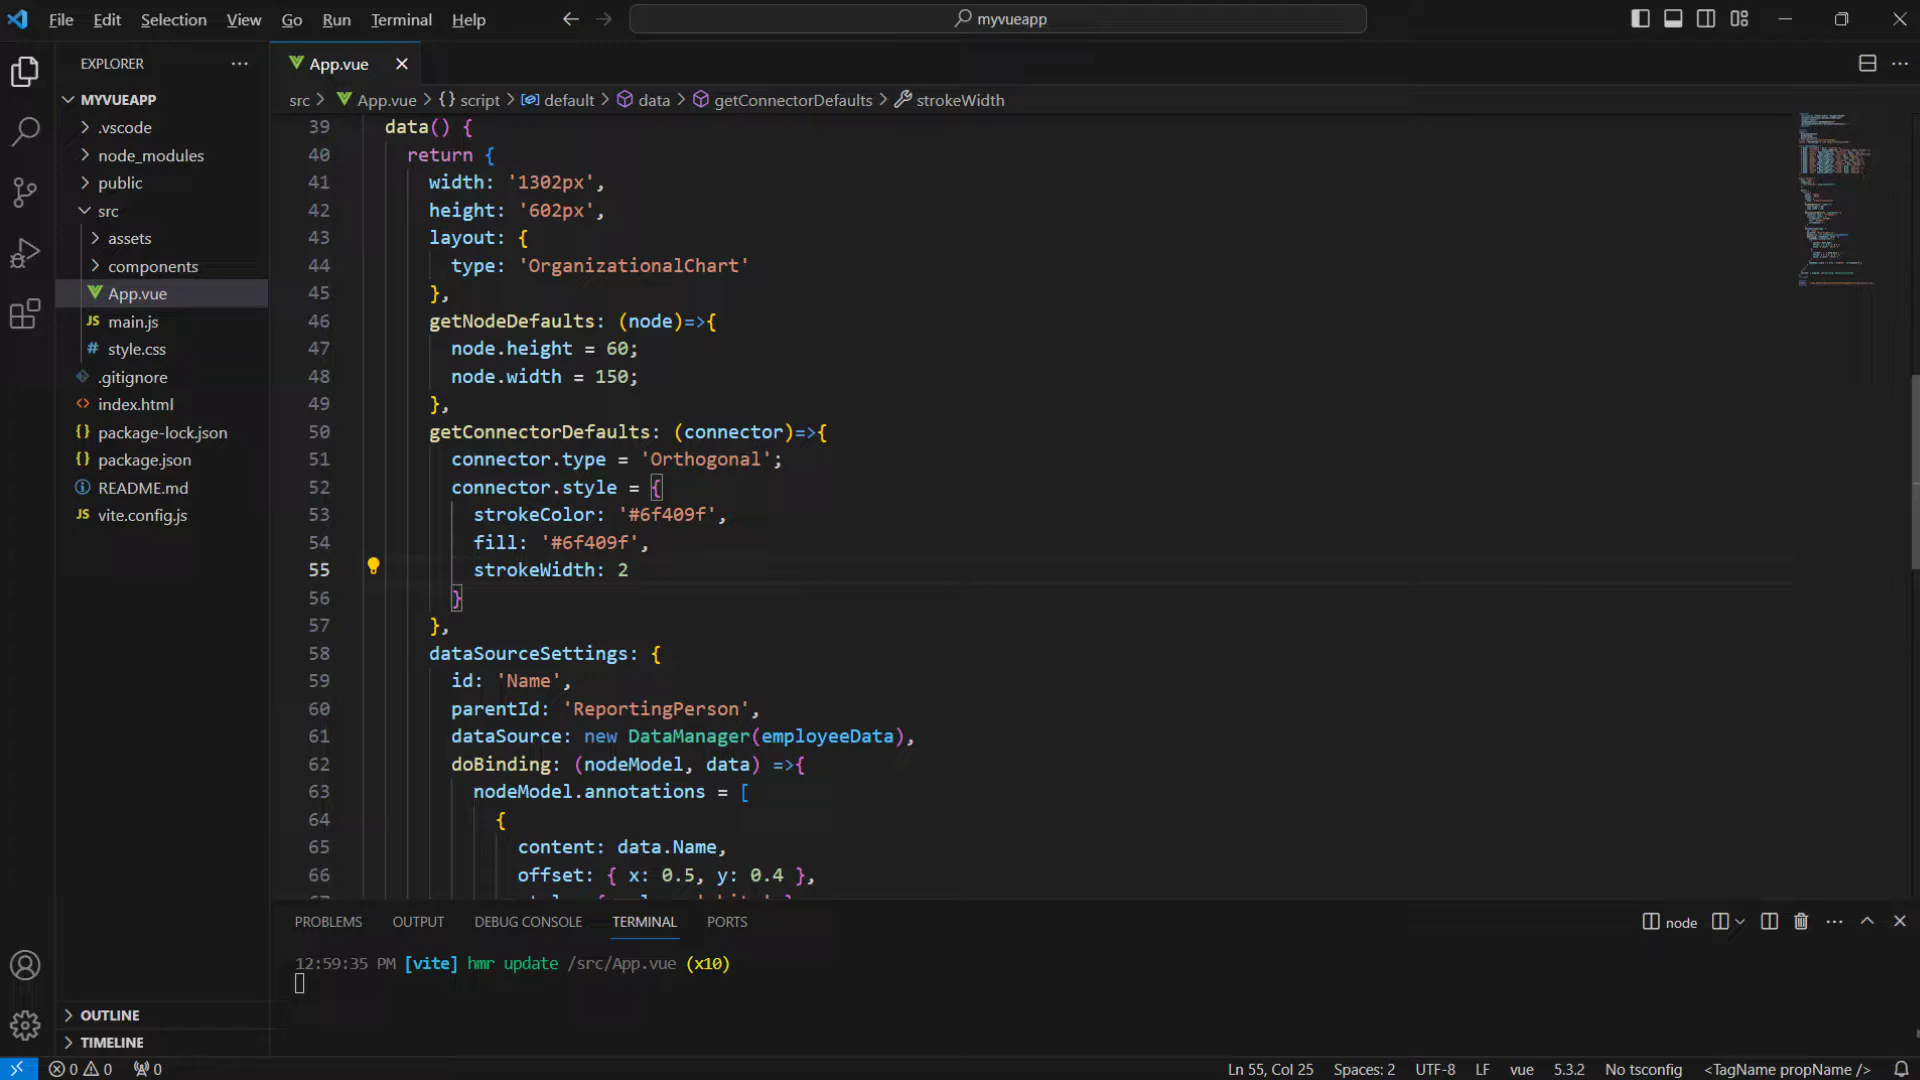 File Edit Selection View Go Run Terminal Help myvueapp
EXPLORER
App.vue
MYVUEAPP
src > App.vue > {} script > default > data > getConnectorDefaults > strokeWidth
.vscode
node_modules
public
src
assets
components
App.vue
JS main.js
# style.css
.gitignore
<> index.html
{} package-lock.json
{} package.json
README.md
JS vite.config.js
OUTLINE
TIMELINE
39 data() {
40 return {
41 width: '1302px',
42 height: '602px',
43 layout: {
44 type: 'OrganizationalChart'
45 },
46 getNodeDefaults: (node)=>{
47 node.height = 60;
48 node.width = 150;
49 },
50 getConnectorDefaults: (connector)=>{
51 connector.type = 'Orthogonal';
52 connector.style = {
53 strokeColor: '#6f409f',
54 fill: '#6f409f',
55 strokeWidth: 2
56 }
57 },
58 dataSourceSettings: {
59 id: 'Name',
60 parentId: 'ReportingPerson',
61 dataSource: new DataManager(employeeData),
62 doBinding: (nodeModel, data) =>{
63 nodeModel.annotations = [
64 {
65 content: data.Name,
66 offset: { x: 0.5, y: 0.4 },
PROBLEMS OUTPUT DEBUG CONSOLE TERMINAL PORTS node
12:59:35 PM [vite] hmr update /src/App.vue (x10)
0 0 0 Ln 55, Col 25 Spaces: 2 UTF-8 LF vue 5.3.2 No tsconfig <TagName propName />